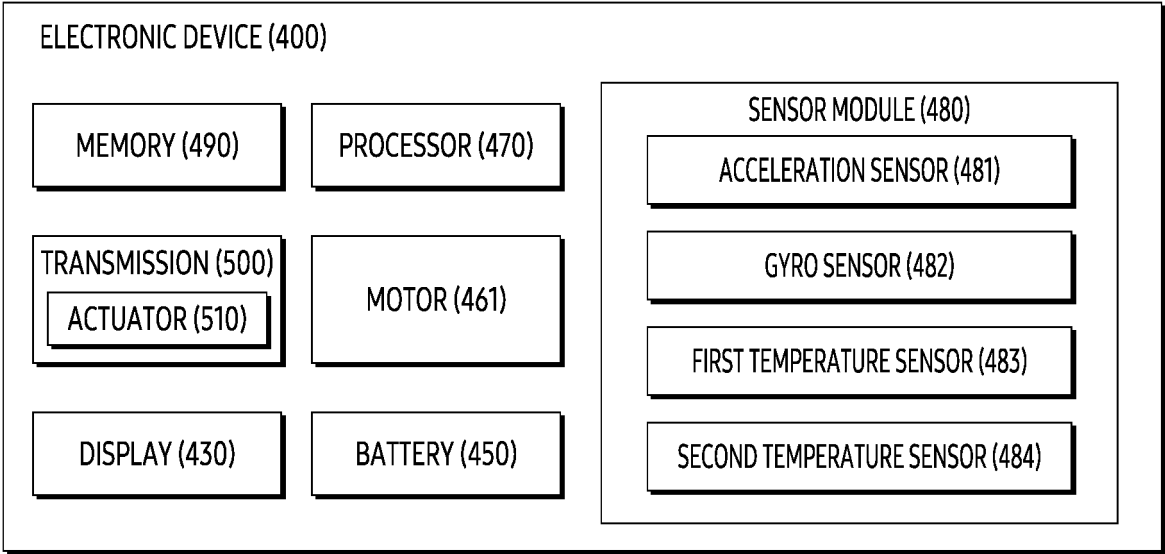 ELECTRONIC DEVICE (400)
MEMORY (490)
PROCESSOR (470)
TRANSMISSION (500)
ACTUATOR (510)
MOTOR (461)
DISPLAY (430)
BATTERY (450)
SENSOR MODULE (480)
ACCELERATION SENSOR (481)
GYRO SENSOR (482)
FIRST TEMPERATURE SENSOR (483)
SECOND TEMPERATURE SENSOR (484)